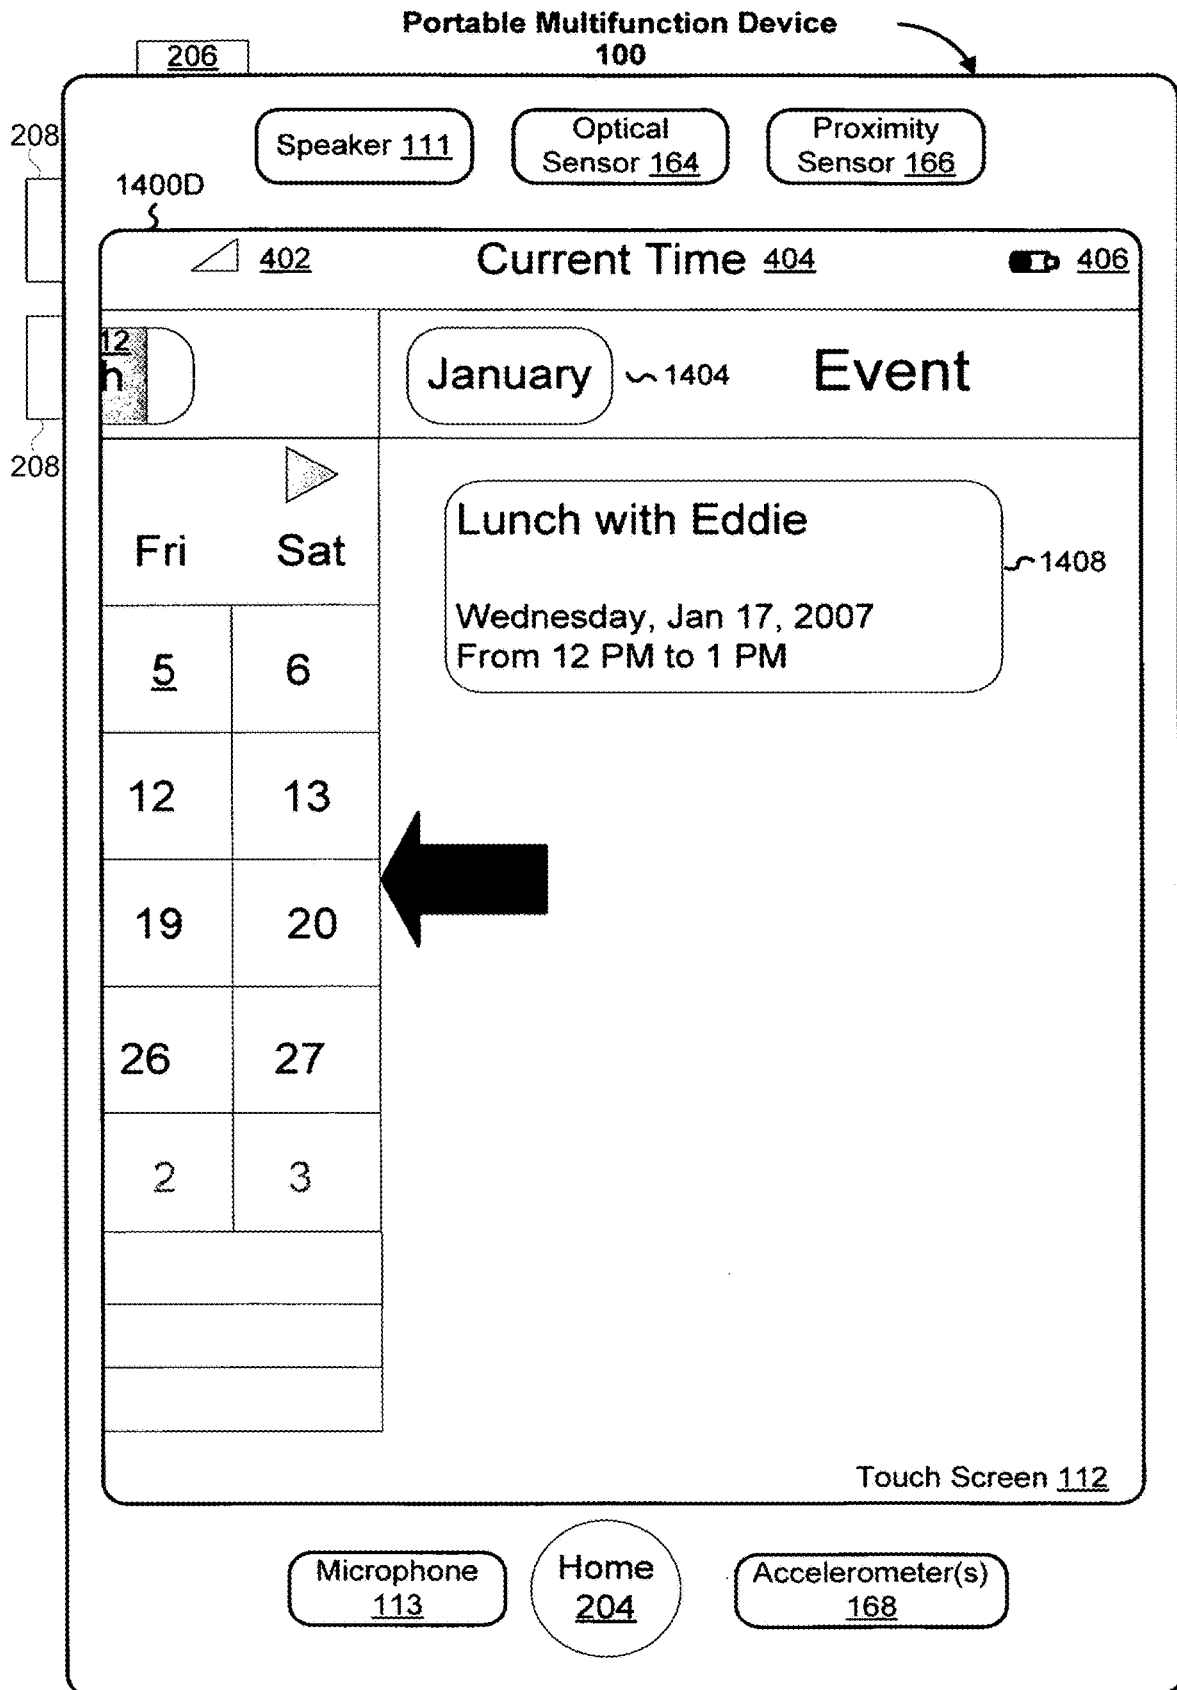 Portable Multifunction Device
100
206
208
Speaker 111
Optical
Sensor 164
Proximity
Sensor 166
1400D
402
Current Time 404
406
12
h
January
1404
Event
208
Fri
Sat
Lunch with Eddie
1408
Wednesday, Jan 17, 2007
From 12 PM to 1 PM
5
6
12
13
19
20
26
27
2
3
Touch Screen 112
Microphone
113
Home
204
Accelerometer(s)
168